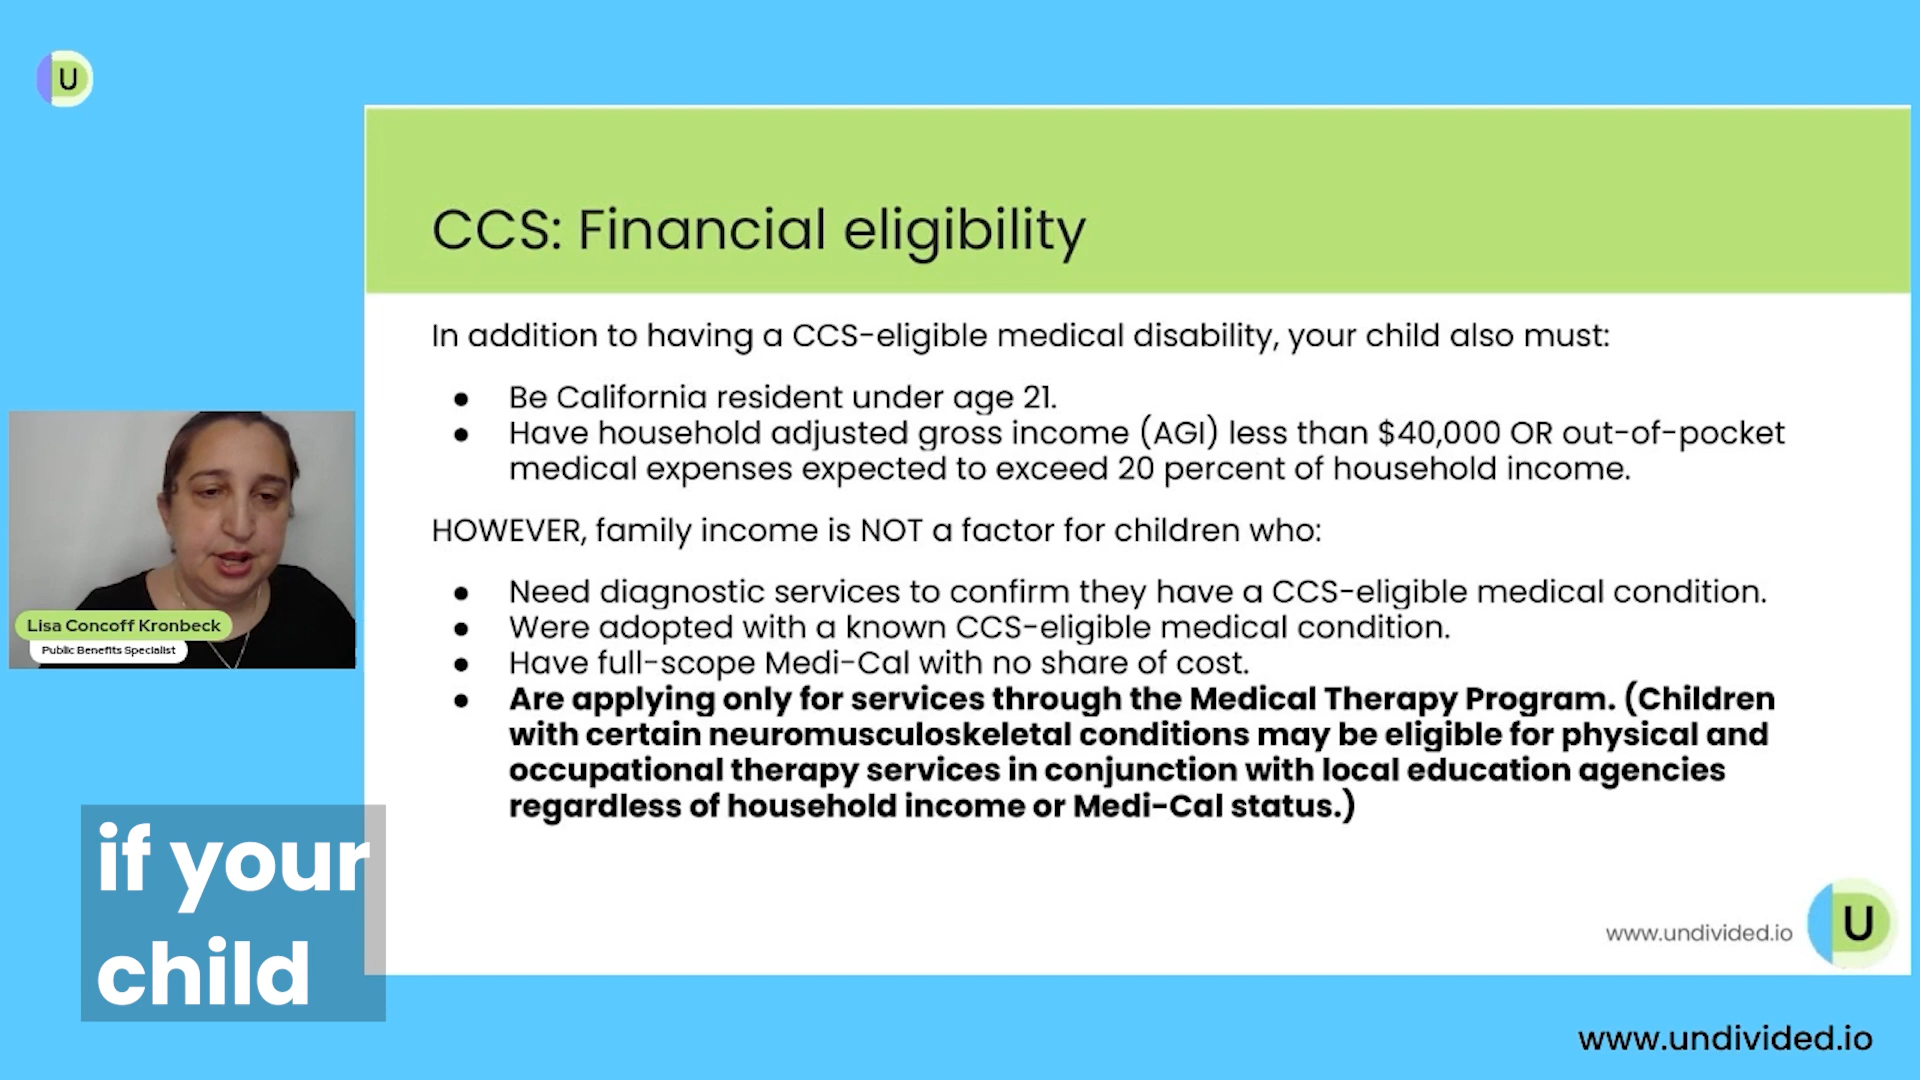 U
CCS: Financial eligibility
In addition to having a CCS-eligible medical disability, your child also must:
● Be California resident under age 21.
● Have household adjusted gross income (AGI) less than $40,000 OR out-of-pocket
medical expenses expected to exceed 20 percent of household income.
HOWEVER, family income is NOT a factor for children who:
● Need diagnostic services to confirm they have a CCS-eligible medical condition.
● Were adopted with a known CCS-eligible medical condition.
● Have full-scope Medi-Cal with no share of cost.
● Are applying only for services through the Medical Therapy Program. (Children
with certain neuromusculoskeletal conditions may be eligible for physical and
occupational therapy services in conjunction with local education agencies
regardless of household income or Medi-Cal status.)
Lisa Concoff Kronbeck
Public Benefits Specialist
if your
child
www.undivided.io
U
www.undivided.io